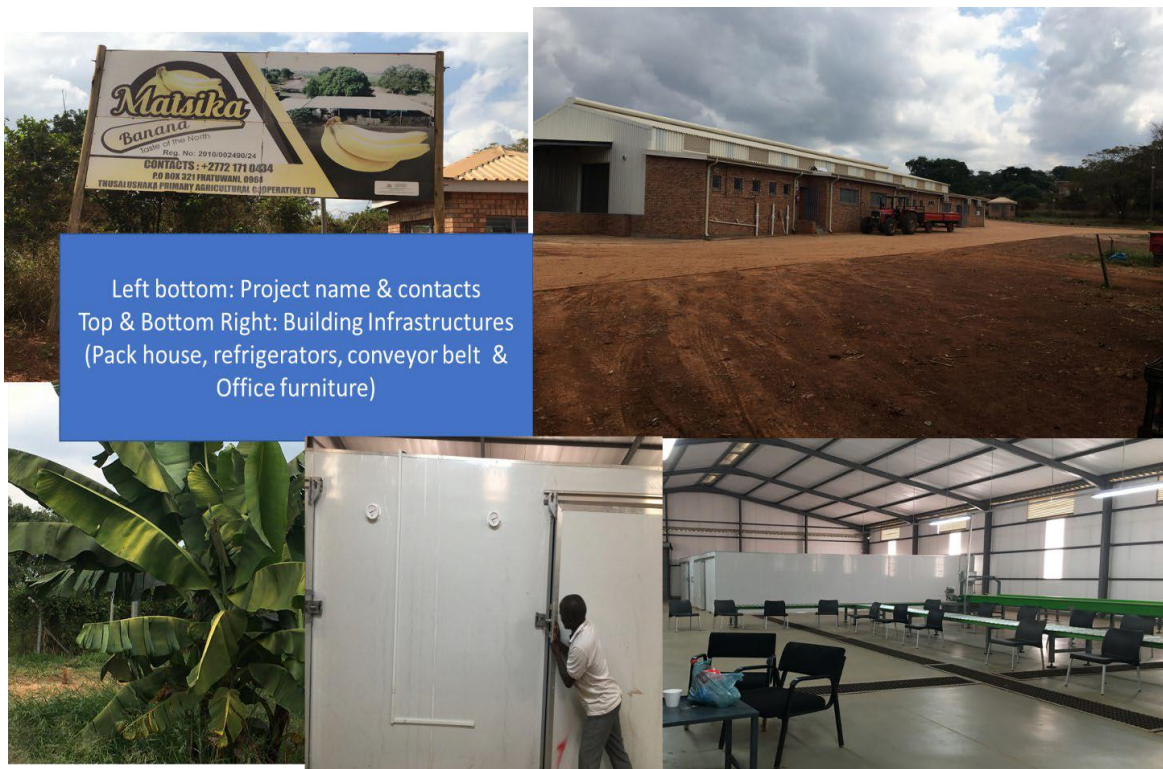 Matsika
Banana
Taste of the North
Reg. No: 2010/002490/24
CONTACTS : +2772 171 0434
P.O BOX 321 FHATUWANI, 0964
THUSALUSHAKA PRIMARY AGRICULTURAL COOPERATIVE LTD
Left bottom: Project name & contacts
Top & Bottom Right: Building Infrastructures
(Pack house, refrigerators, conveyor belt &
Office furniture)